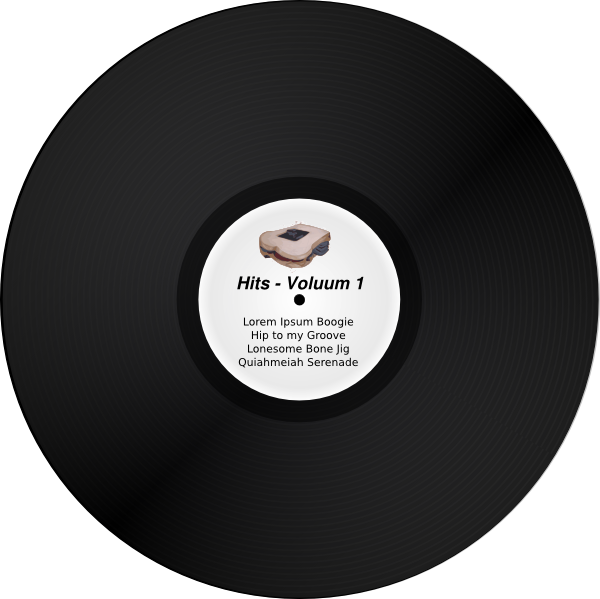 Hits - Voluum 1
Lorem Ipsum Boogie
Hip to my Groove
Lonesome Bone Jig
Quiahmeiah Serenade